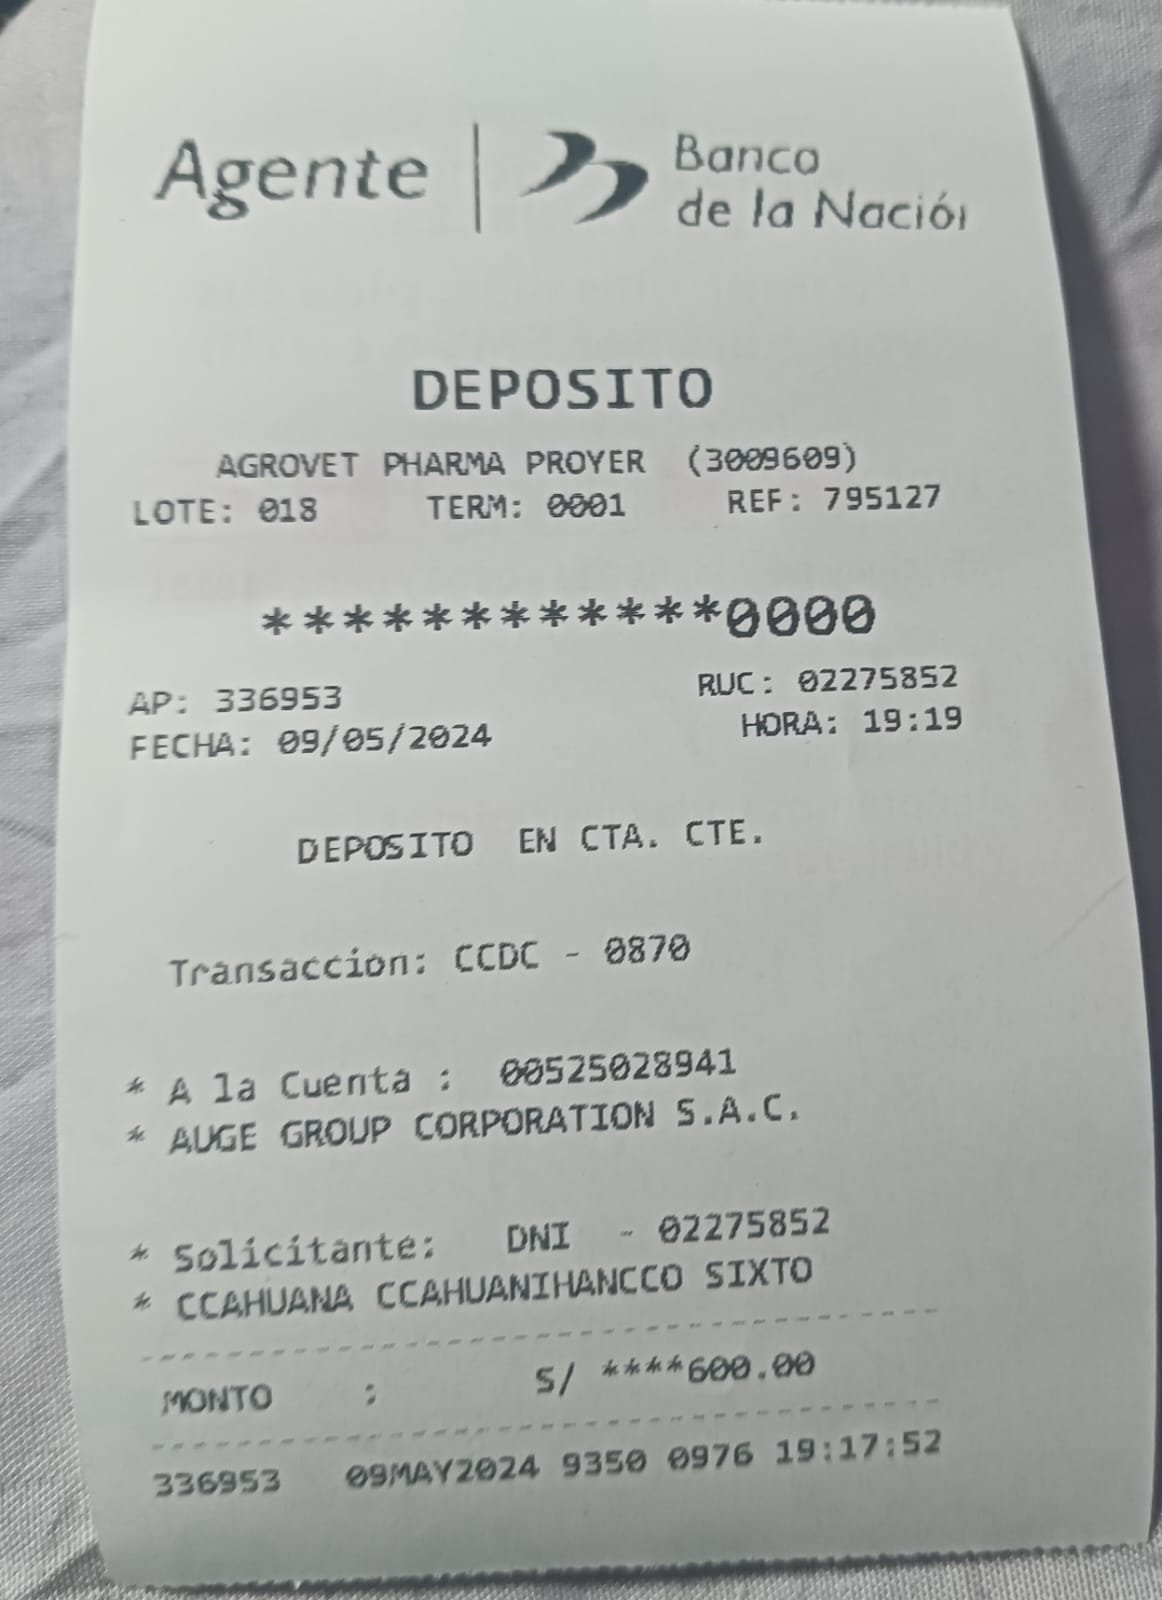 Agente | Banco
de la Nación
DEPOSITO
AGROVET PHARMA PROYER (3009609)
LOTE: 018 TERM: 0001 REF: 795127
************0000
AP: 336953 RUC: 02275852
FECHA: 09/05/2024 HORA: 19:19
DEPOSITO EN CTA. CTE.
Transaccion: CCDC - 0870
* A la Cuenta : 00525028941
* AUGE GROUP CORPORATION S.A.C.
* Solicitante: DNI - 02275852
* CCAHUANA CCAHUANIHANCCO SIXTO
MONTO : S/ ****600.00
336953 09MAY2024 9350 0976 19:17:52